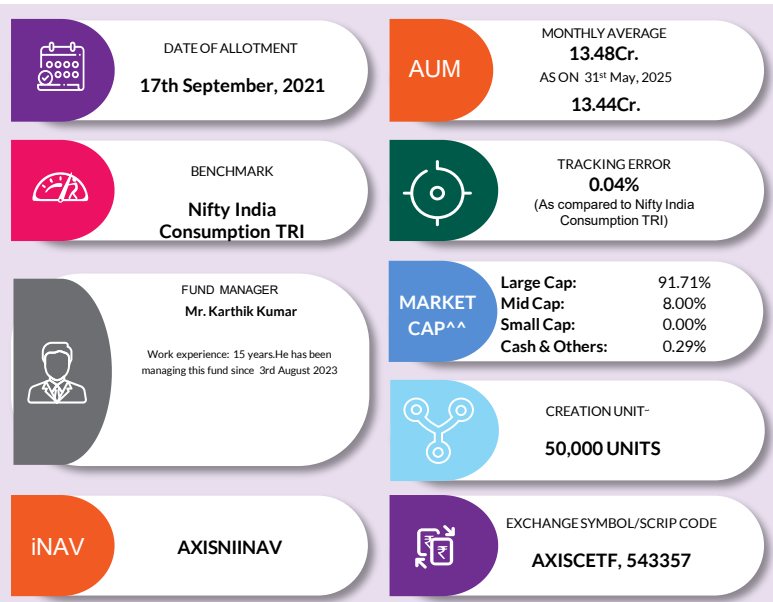 DATE OF ALLOTMENT
17th September, 2021
AUM
MONTHLY AVERAGE
13.48Cr.
AS ON 31st May, 2025
13.44Cr.
BENCHMARK
Nifty India
Consumption TRI
TRACKING ERROR
0.04%
(As compared to Nifty India
Consumption TRI)
FUND MANAGER
Mr. Karthik Kumar
Work experience: 15 years.He has been
managing this fund since 3rd August 2023
MARKET
CAP^^
Large Cap: 91.71%
Mid Cap: 8.00%
Small Cap: 0.00%
Cash & Others: 0.29%
CREATION UNIT~
50,000 UNITS
iNAV
AXISNIINAV
EXCHANGE SYMBOL/SCRIP CODE
AXISCETF, 543357